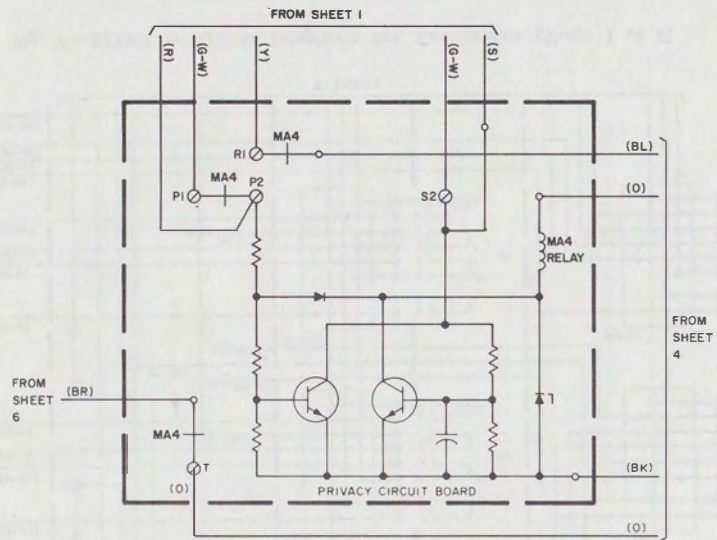 FROM SHEET 1
(R)
(G-W)
(Y)
(G-W)
(S)
R1
MA4
(BL)
MA4
P1
P2
S2
(O)
MA4
RELAY
FROM
SHEET
4
FROM
SHEET
6
(BR)
MA4
T
(O)
PRIVACY CIRCUIT BOARD
(BK)
(O)